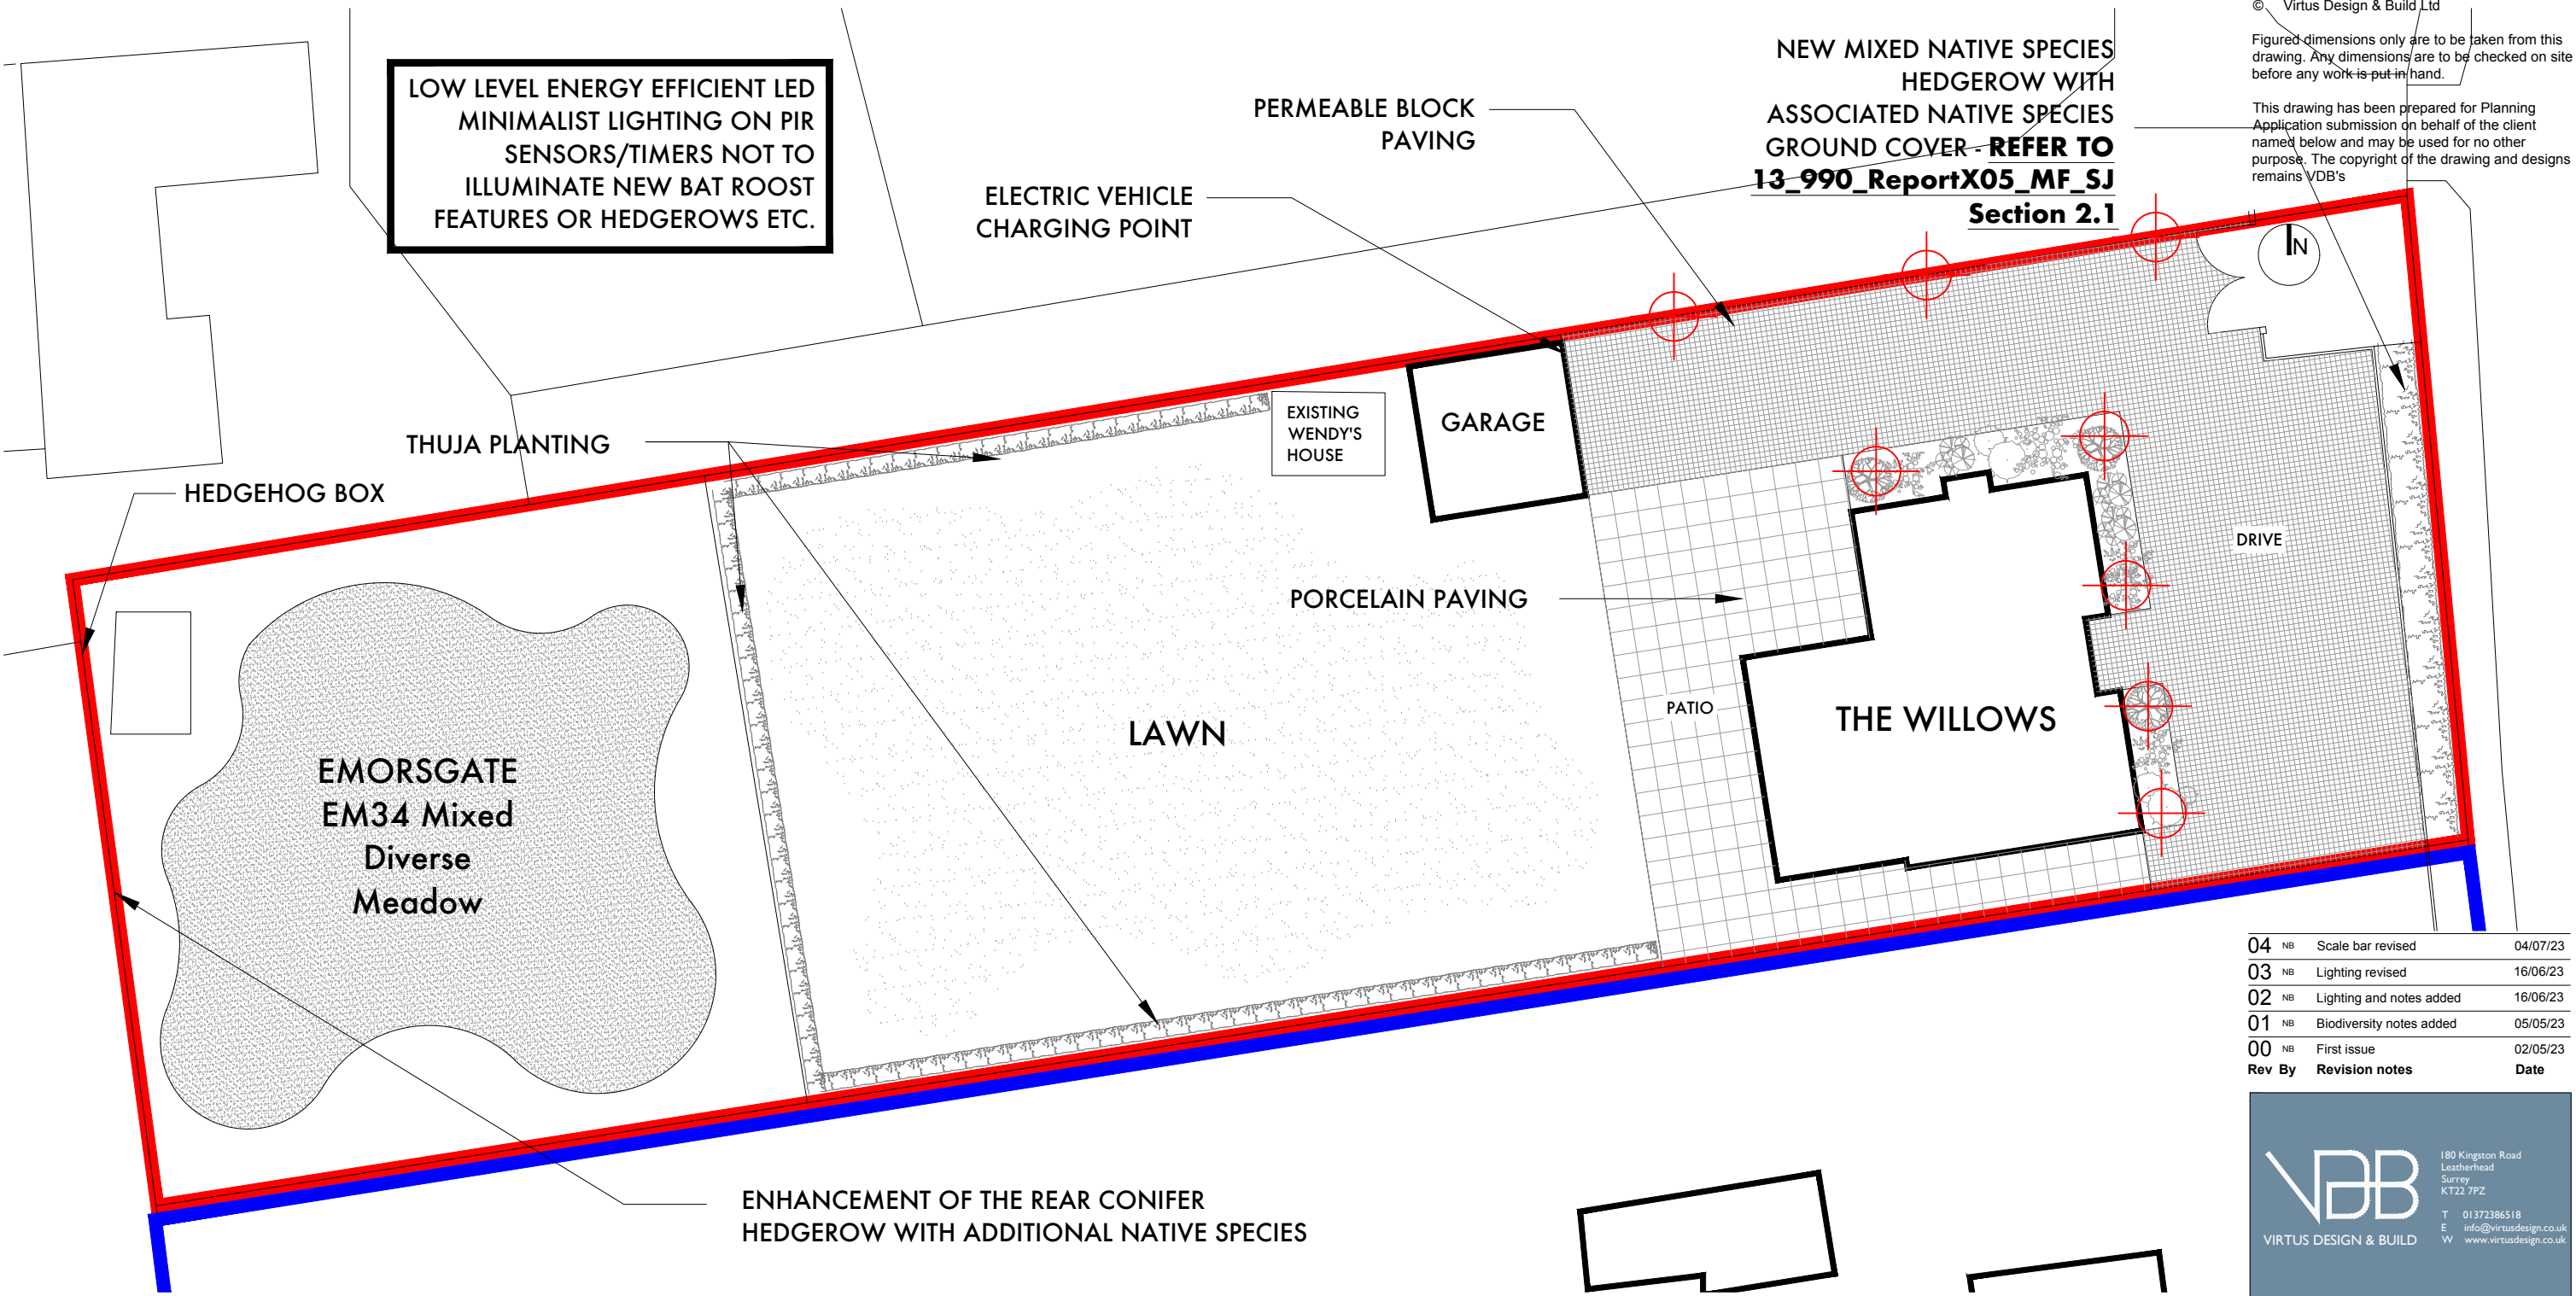 LOW LEVEL ENERGY EFFICIENT LED
MINIMALIST LIGHTING ON PIR
SENSORS/TIMERS NOT TO
ILLUMINATE NEW BAT ROOST
FEATURES OR HEDGEROWS ETC.
PERMEABLE BLOCK
PAVING
ELECTRIC VEHICLE
CHARGING POINT
NEW MIXED NATIVE SPECIES
HEDGEROW WITH
ASSOCIATED NATIVE SPECIES
GROUND COVER - REFER TO
13_990_ReportX05_MF_SJ
Section 2.1
© Virtus Design & Build Ltd
Figured dimensions only are to be taken from this
drawing. Any dimensions are to be checked on site
before any work is put in hand.
This drawing has been prepared for Planning
Application submission on behalf of the client
named below and may be used for no other
purpose. The copyright of the drawing and designs
remains VDB's
N
THUJA PLANTING
HEDGEHOG BOX
EXISTING
WENDY'S
HOUSE
GARAGE
DRIVE
PORCELAIN PAVING
PATIO
THE WILLOWS
LAWN
EMORSGATE
EM34 Mixed
Diverse
Meadow
ENHANCEMENT OF THE REAR CONIFER
HEDGEROW WITH ADDITIONAL NATIVE SPECIES
04 NB Scale bar revised 04/07/23
03 NB Lighting revised 16/06/23
02 NB Lighting and notes added 16/06/23
01 NB Biodiversity notes added 05/05/23
00 NB First issue 02/05/23
Rev By Revision notes Date
VDB
VIRTUS DESIGN & BUILD
180 Kingston Road
Leatherhead
Surrey
KT22 7PZ
T 01372386518
E info@virtusdesign.co.uk
W www.virtusdesign.co.uk